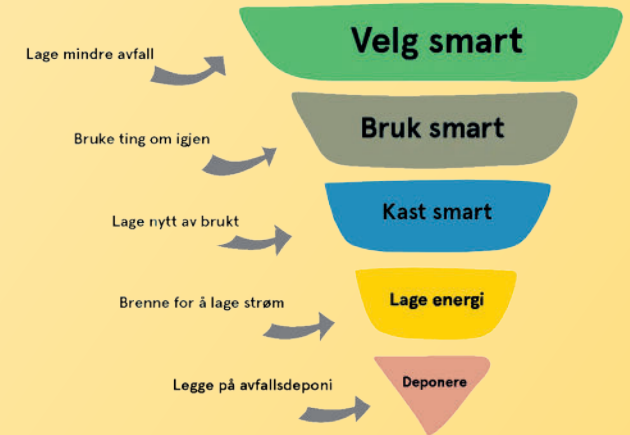 Velg smart
Lage mindre avfall
Bruk smart
Bruke ting om igjen
Kast smart
Lage nytt av brukt
Lage energi
Brenne for å lage strøm
Deponere
Legge på avfallsdeponi